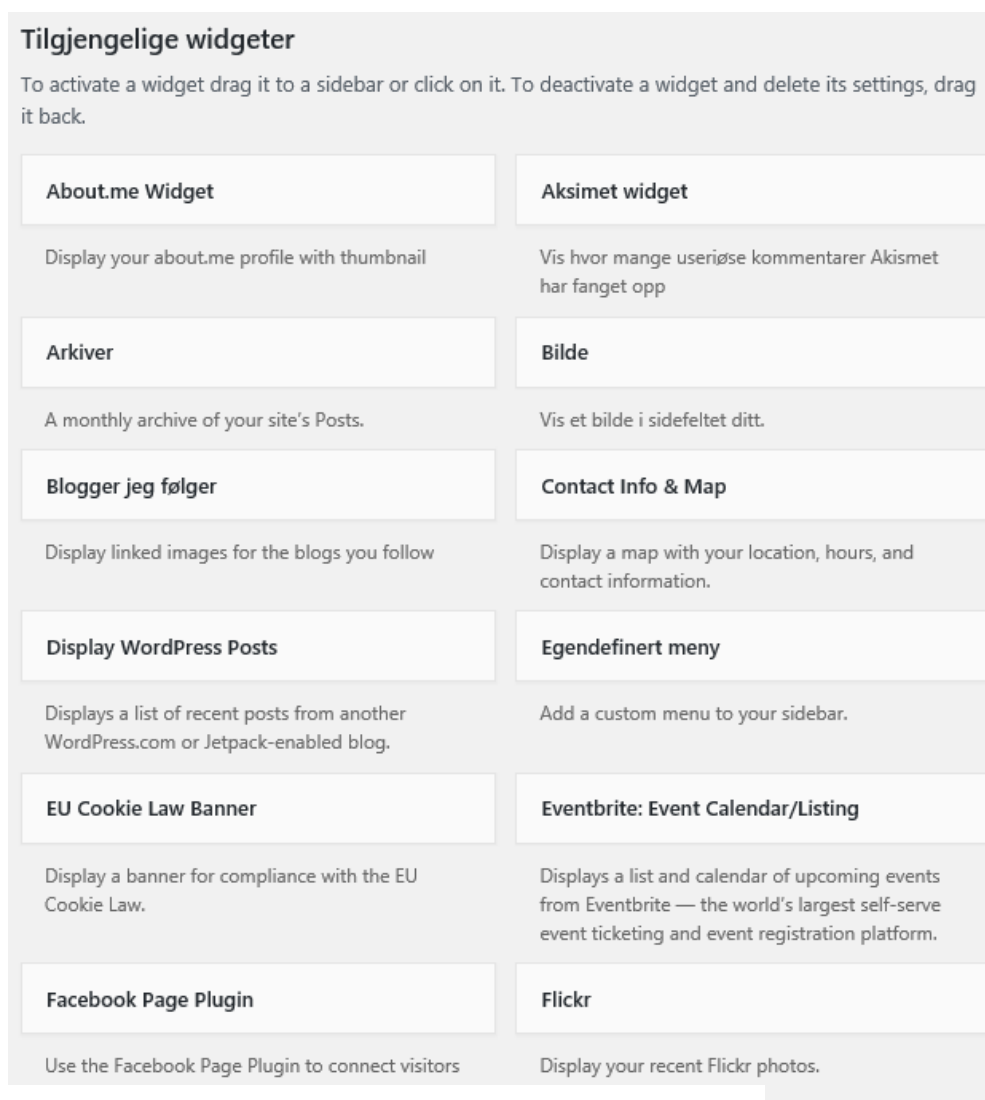 Tilgjengelige widgeter
To activate a widget drag it to a sidebar or click on it. To deactivate a widget and delete its settings, drag
it back.
About.me Widget
Aksimet widget
Display your about.me profile with thumbnail
Vis hvor mange useriøse kommentarer Akismet
har fanget opp
Arkiver
Bilde
A monthly archive of your site's Posts.
Vis et bilde i sidefeltet ditt.
Blogger jeg følger
Contact Info & Map
Display linked images for the blogs you follow
Display a map with your location, hours, and
contact information.
Display WordPress Posts
Egendefinert meny
Displays a list of recent posts from another
WordPress.com or Jetpack-enabled blog.
Add a custom menu to your sidebar.
EU Cookie Law Banner
Eventbrite: Event Calendar/Listing
Display a banner for compliance with the EU
Cookie Law.
Displays a list and calendar of upcoming events
from Eventbrite — the world's largest self-serve
event ticketing and event registration platform.
Facebook Page Plugin
Flickr
Use the Facebook Page Plugin to connect visitors
Display your recent Flickr photos.